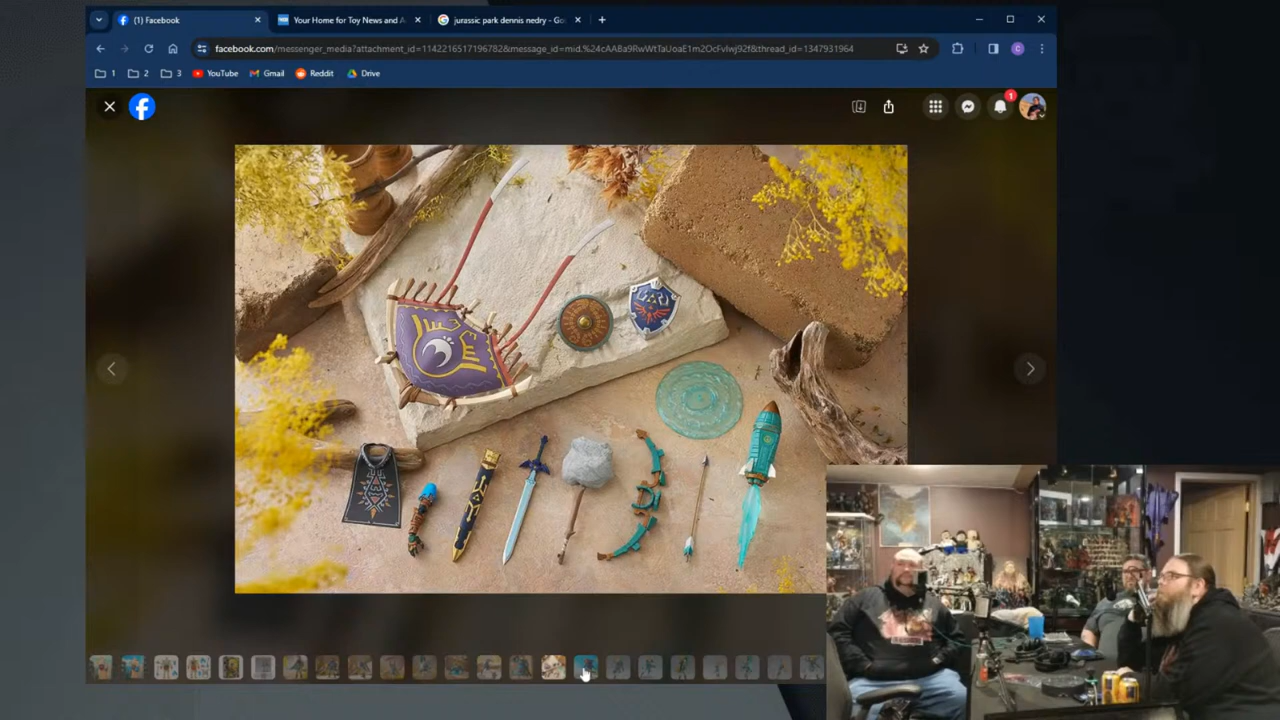 (1) Facebook
Your Home for Toy News and A
jurassic park dennis nedry - Go
facebook.com/messenger_media?attachment_id=1142216517196782&message_id=mid.%24cAABa9RwWtTaUoaE1m2OcFvIwj92f&thread_id=1347931964
1
2
3
YouTube
Gmail
Reddit
Drive
C
1